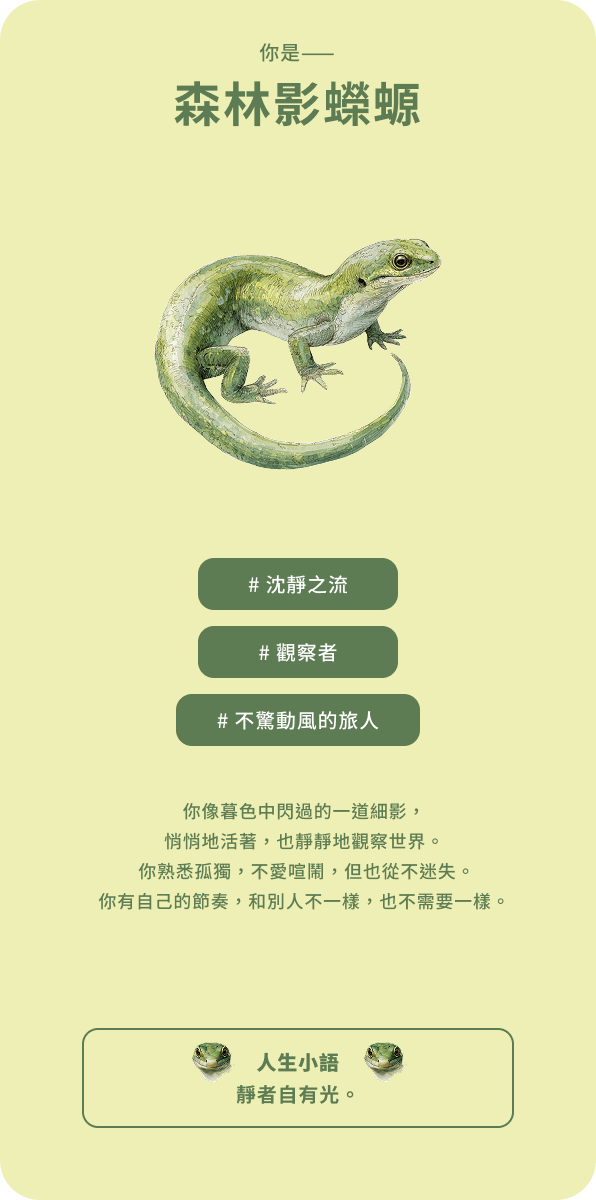 你是——
森林影蠑螈
# 沈靜之流
# 觀察者
# 不驚動風的旅人
你像暮色中閃過的一道細影，
悄悄地活著，也靜靜地觀察世界。
你熟悉孤獨，不愛喧鬧，但也從不迷失。
你有自己的節奏，和別人不一樣，也不需要一樣。
人生小語
靜者自有光。